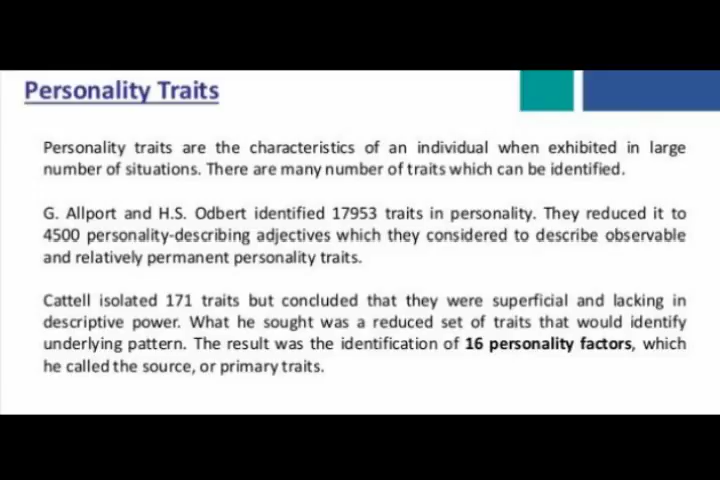 Personality Traits
Personality traits are the characteristics of an individual when exhibited in large
number of situations. There are many number of traits which can be identified.
G. Allport and H.S. Odbert identified 17953 traits in personality. They reduced it to
4500 personality-describing adjectives which they considered to describe observable
and relatively permanent personality traits.
Cattell isolated 171 traits but concluded that they were superficial and lacking in
descriptive power. What he sought was a reduced set of traits that would identify
underlying pattern. The result was the identification of 16 personality factors, which
he called the source, or primary traits.